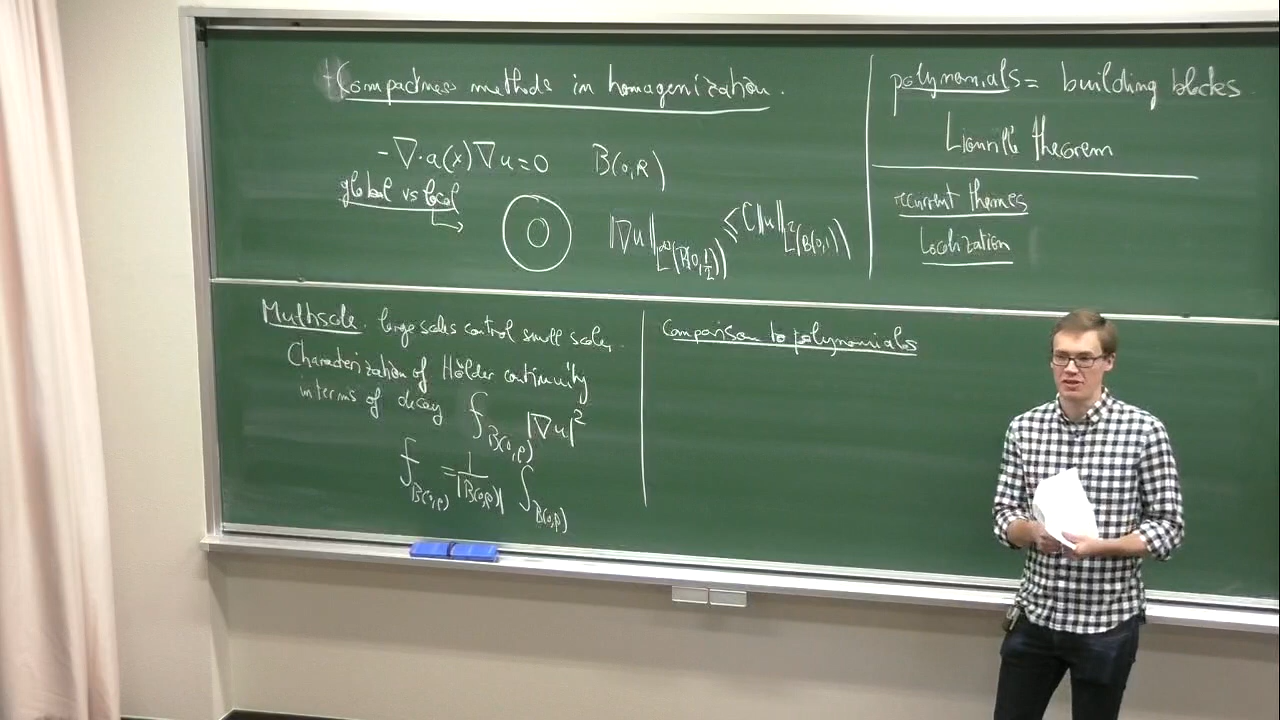 Compactness methods in homogenization.
-∇·a(x)∇u=0 B(0,R)
global vs local
‖∇u‖_{L^∞(B(0,1/2))} ≤ C‖u‖_{L^2(B(0,1))}
polynomials = building blocks
Liouville theorem
recurrent themes
Localization
Multiscale. large scales control small scales.
Characterization of Hölder continuity
in terms of decay ⨍_{B(0,ρ)} |∇u|^2
⨍_{B(0,ρ)} = 1/|B(0,ρ)| ∫_{B(0,ρ)}
Comparison to polynomials